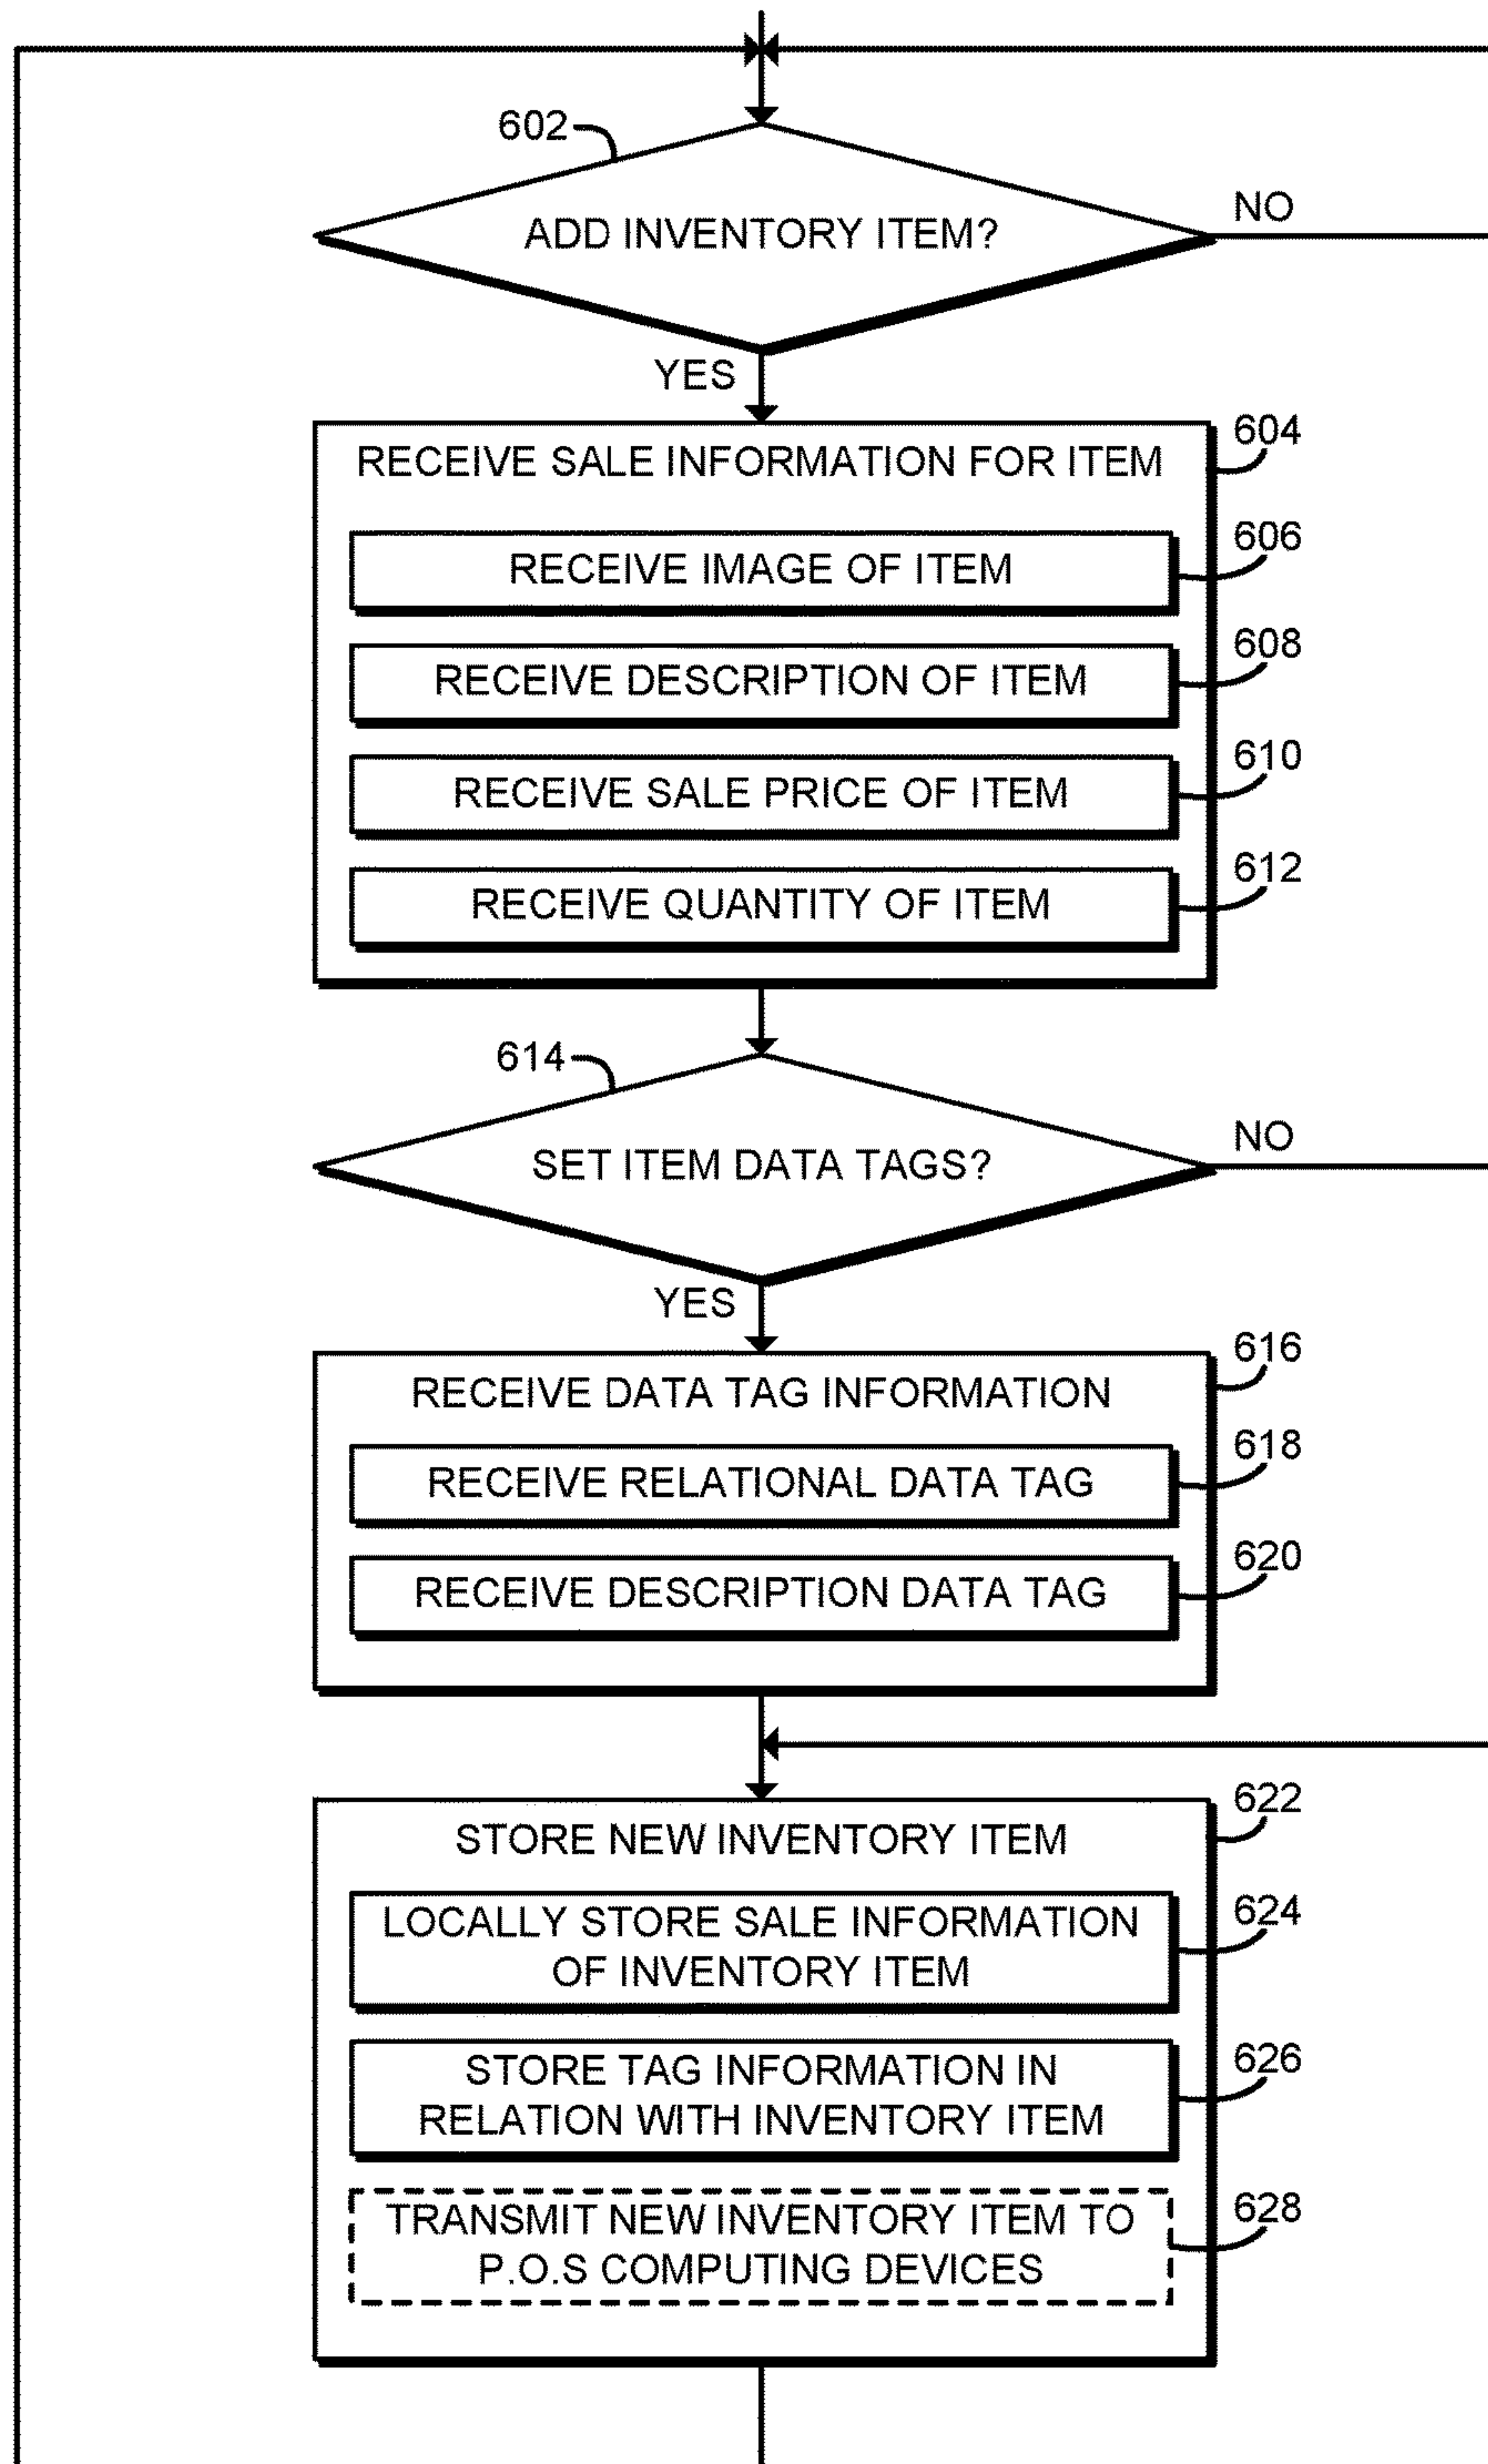 602
ADD INVENTORY ITEM?
NO
YES
604
RECEIVE SALE INFORMATION FOR ITEM
606
RECEIVE IMAGE OF ITEM
608
RECEIVE DESCRIPTION OF ITEM
610
RECEIVE SALE PRICE OF ITEM
612
RECEIVE QUANTITY OF ITEM
614
SET ITEM DATA TAGS?
NO
YES
616
RECEIVE DATA TAG INFORMATION
618
RECEIVE RELATIONAL DATA TAG
620
RECEIVE DESCRIPTION DATA TAG
622
STORE NEW INVENTORY ITEM
624
LOCALLY STORE SALE INFORMATION
OF INVENTORY ITEM
626
STORE TAG INFORMATION IN
RELATION WITH INVENTORY ITEM
628
TRANSMIT NEW INVENTORY ITEM TO
P.O.S COMPUTING DEVICES